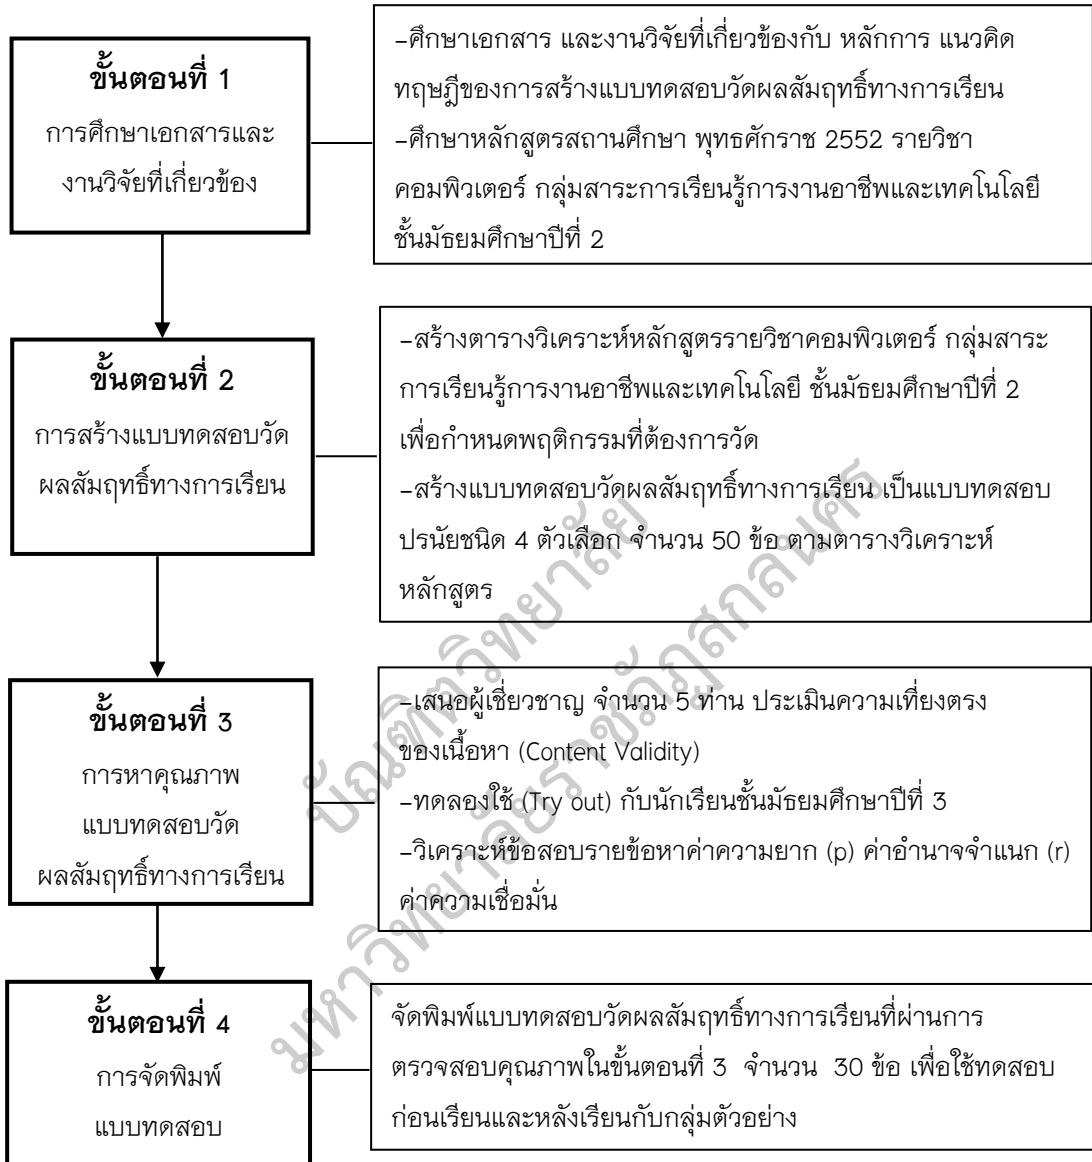 ขั้นตอนที่ 1
การศึกษาเอกสารและ
งานวิจัยที่เกี่ยวข้อง
-ศึกษาเอกสาร และงานวิจัยที่เกี่ยวข้องกับ หลักการ แนวคิด
ทฤษฎีของการสร้างแบบทดสอบวัดผลสัมฤทธิ์ทางการเรียน
-ศึกษาหลักสูตรสถานศึกษา พุทธศักราช 2552 รายวิชา
คอมพิวเตอร์ กลุ่มสาระการเรียนรู้การงานอาชีพและเทคโนโลยี
ชั้นมัธยมศึกษาปีที่ 2
ขั้นตอนที่ 2
การสร้างแบบทดสอบวัด
ผลสัมฤทธิ์ทางการเรียน
-สร้างตารางวิเคราะห์หลักสูตรรายวิชาคอมพิวเตอร์ กลุ่มสาระ
การเรียนรู้การงานอาชีพและเทคโนโลยี ชั้นมัธยมศึกษาปีที่ 2
เพื่อกำหนดพฤติกรรมที่ต้องการวัด
-สร้างแบบทดสอบวัดผลสัมฤทธิ์ทางการเรียน เป็นแบบทดสอบ
ปรนัยชนิด 4 ตัวเลือก จำนวน 50 ข้อ ตามตารางวิเคราะห์
หลักสูตร
ขั้นตอนที่ 3
การหาคุณภาพ
แบบทดสอบวัด
ผลสัมฤทธิ์ทางการเรียน
-เสนอผู้เชี่ยวชาญ จำนวน 5 ท่าน ประเมินความเที่ยงตรง
ของเนื้อหา (Content Validity)
-ทดลองใช้ (Try out) กับนักเรียนชั้นมัธยมศึกษาปีที่ 3
-วิเคราะห์ข้อสอบรายข้อหาค่าความยาก (p) ค่าอำนาจจำแนก (r)
ค่าความเชื่อมั่น
ขั้นตอนที่ 4
การจัดพิมพ์
แบบทดสอบ
จัดพิมพ์แบบทดสอบวัดผลสัมฤทธิ์ทางการเรียนที่ผ่านการ
ตรวจสอบคุณภาพในขั้นตอนที่ 3 จำนวน 30 ข้อ เพื่อใช้ทดสอบ
ก่อนเรียนและหลังเรียนกับกลุ่มตัวอย่าง
บัณฑิตวิทยาลัย
มหาวิทยาลัยราชภัฏสกลนคร